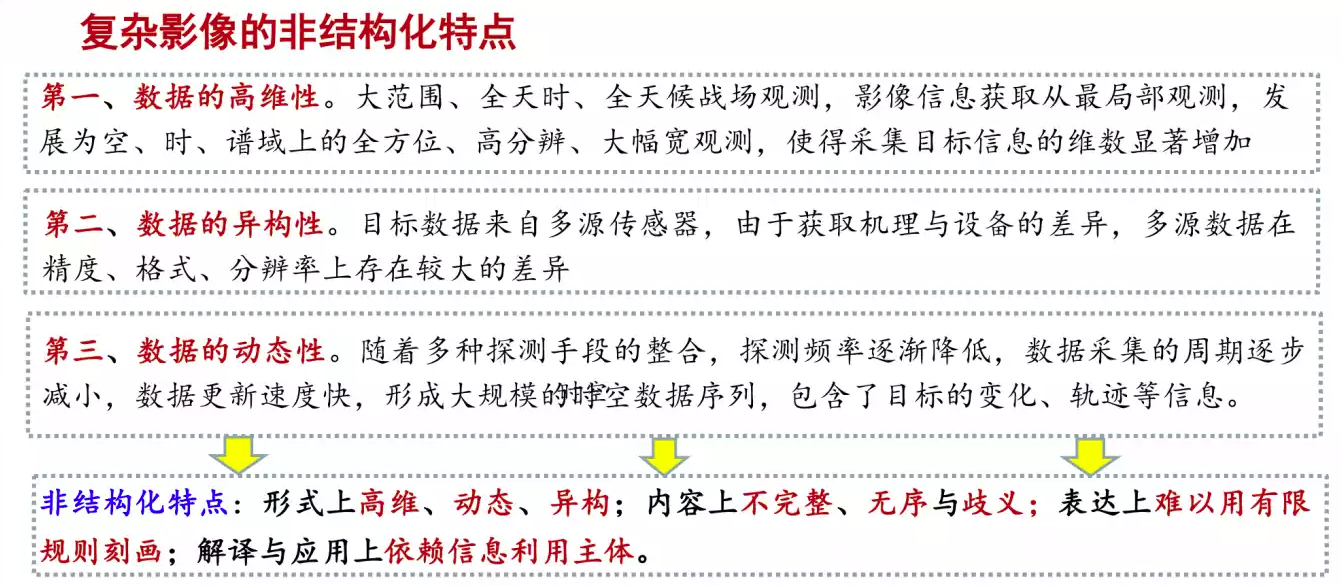 复杂影像的非结构化特点
第一、数据的高维性。大范围、全天时、全天候战场观测，影像信息获取从最局部观测，发
展为空、时、谱域上的全方位、高分辨、大幅宽观测，使得采集目标信息的维数显著增加
第二、数据的异构性。目标数据来自多源传感器，由于获取机理与设备的差异，多源数据在
精度、格式、分辨率上存在较大的差异
第三、数据的动态性。随着多种探测手段的整合，探测频率逐渐降低，数据采集的周期逐步
减小，数据更新速度快，形成大规模的时空数据序列，包含了目标的变化、轨迹等信息。
非结构化特点：形式上高维、动态、异构；内容上不完整、无序与歧义；表达上难以用有限
规则刻画；解译与应用上依赖信息利用主体。